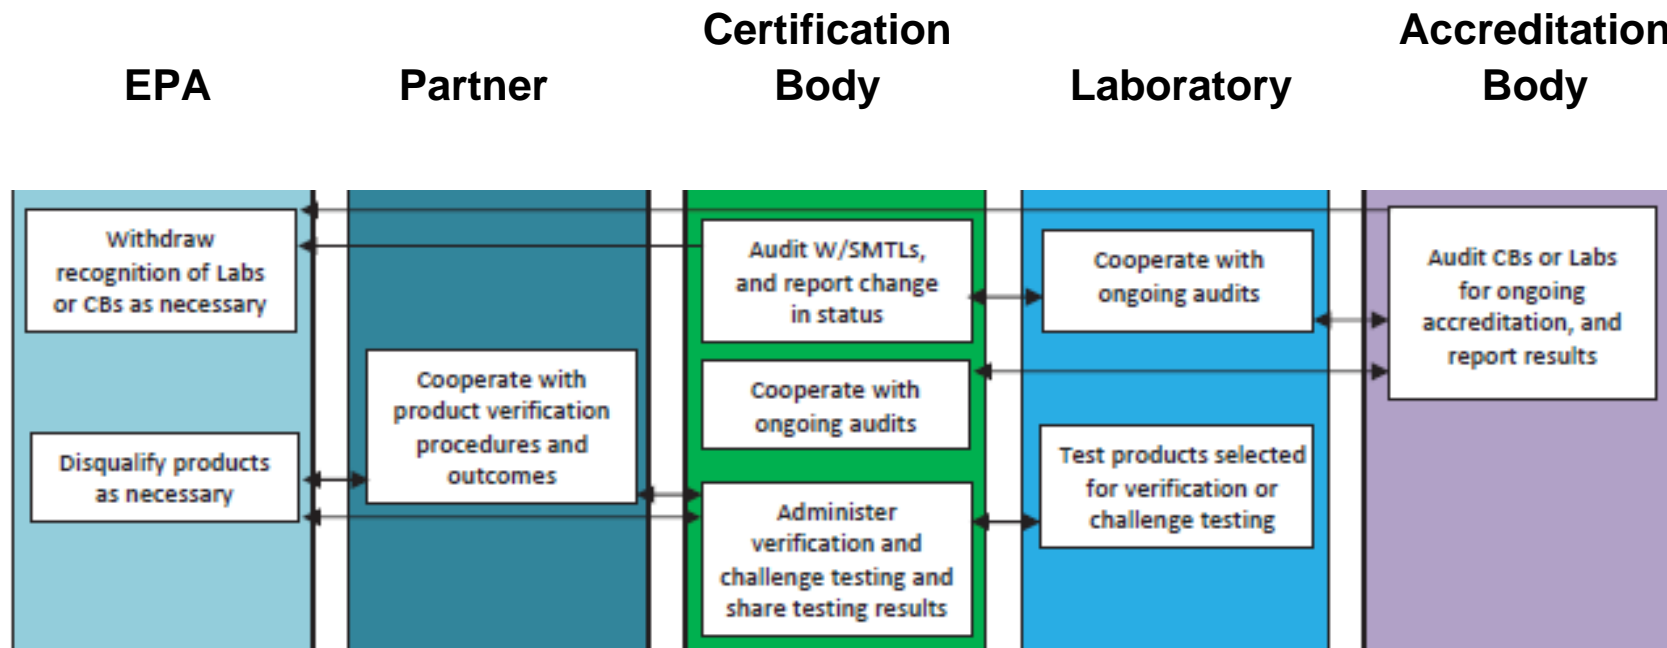 Certification
Accreditation
EPA
Partner
Body
Laboratory
Body
Withdraw
recognition of Labs
or CBs as necessary
Disqualify products
as necessary
Cooperate with
product verification
procedures and
outcomes
Audit W/SMTLs,
and report change
in status
Cooperate with
ongoing audits
Administer
verification and
challenge testing and
share testing results
Cooperate with
ongoing audits
Test products selected
for verification or
challenge testing
Audit CBs or Labs
for ongoing
accreditation, and
report results